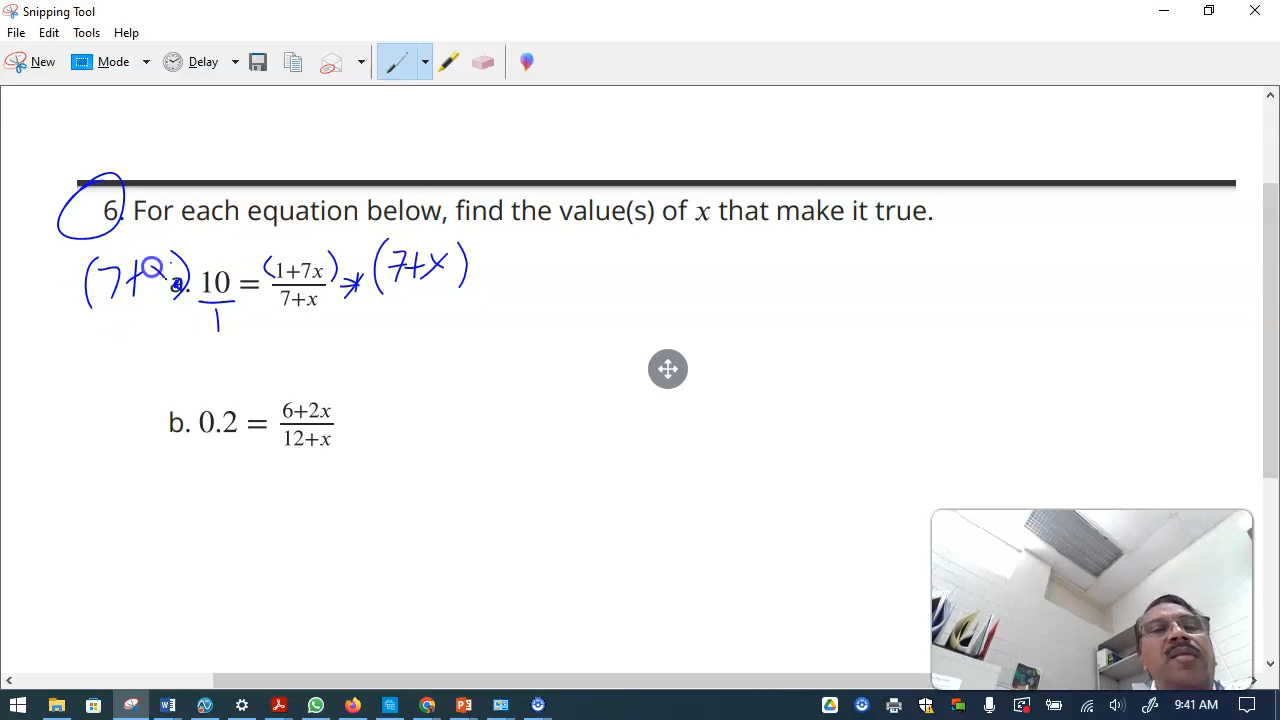 Snipping Tool
File Edit Tools Help
New Mode Delay
6. For each equation below, find the value(s) of x that make it true.
(7+ ) a. 10/1 = (1+7x)/7+x * (7+x)
b. 0.2 = 6+2x/12+x
9:41 AM